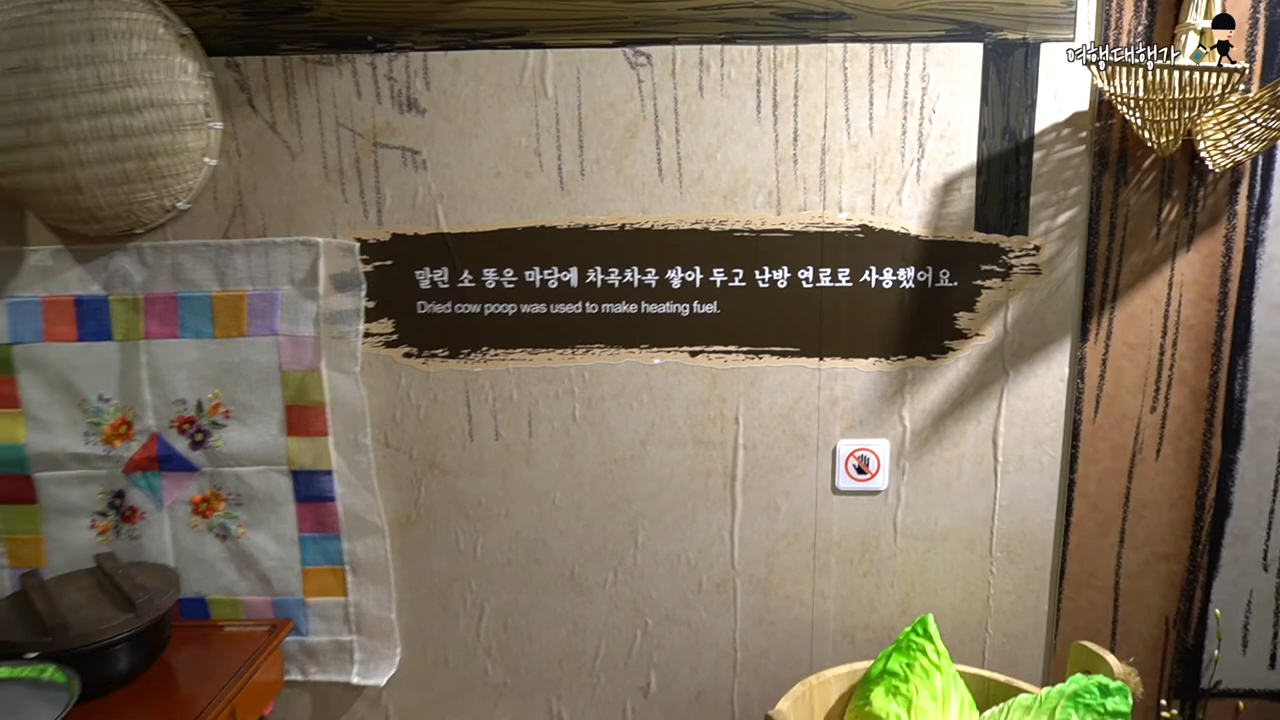 여행대행가
말린 소 똥은 마당에 차곡차곡 쌓아 두고 난방 연료로 사용했어요.
Dried cow poop was used to make heating fuel.